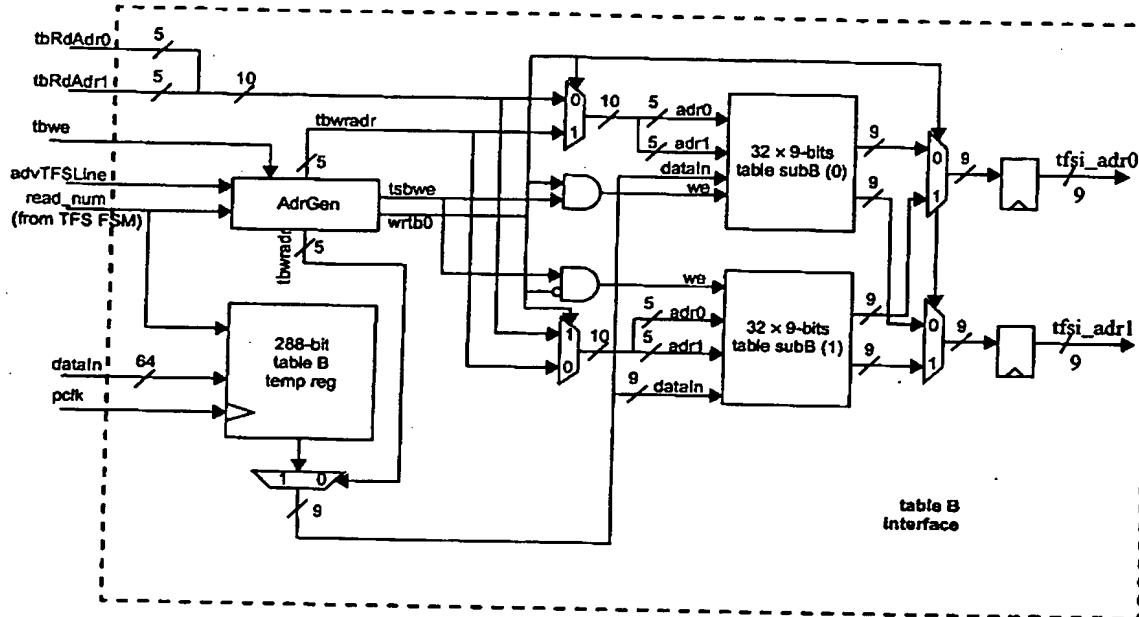 tbRdAdr0
5
tbRdAdr1
5
10
tbwe
advTFSLine
read_num
(from TFS FSM)
tbwradr
5
AdrGen
tsbwe
wrtb0
tbwradr
5
288-bit
table B
temp reg
dataIn
64
pclk
1 0
9
0
1
10
5
adr0
5
adr1
dataIn
we
32 × 9-bits
table subB (0)
9
9
0
1
9
tfsi_adr0
9
we
1
0
10
5
adr0
5
adr1
9
dataIn
32 × 9-bits
table subB (1)
9
9
0
1
9
tfsi_adr1
9
table B
interface